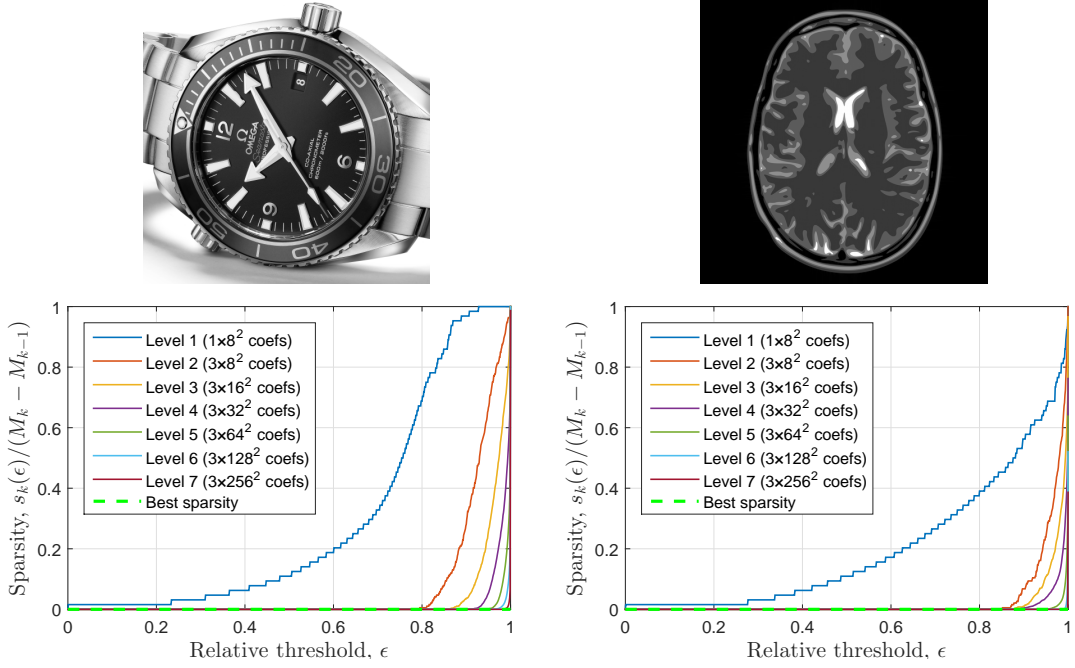 20
8
12
Ω
OMEGA
CO-AXIAL
CHRONOMETER
600m / 2000ft
6
30
9
50
40
Sparsity, s_k(ϵ)/(M_k − M_{k−1})
1
0.8
0.6
0.4
0.2
0
Level 1 (1×8² coefs)
Level 2 (3×8² coefs)
Level 3 (3×16² coefs)
Level 4 (3×32² coefs)
Level 5 (3×64² coefs)
Level 6 (3×128² coefs)
Level 7 (3×256² coefs)
Best sparsity
0 0.2 0.4 0.6 0.8 1
Relative threshold, ϵ
Sparsity, s_k(ϵ)/(M_k − M_{k−1})
1
0.8
0.6
0.4
0.2
0
Level 1 (1×8² coefs)
Level 2 (3×8² coefs)
Level 3 (3×16² coefs)
Level 4 (3×32² coefs)
Level 5 (3×64² coefs)
Level 6 (3×128² coefs)
Level 7 (3×256² coefs)
Best sparsity
0 0.2 0.4 0.6 0.8 1
Relative threshold, ϵ